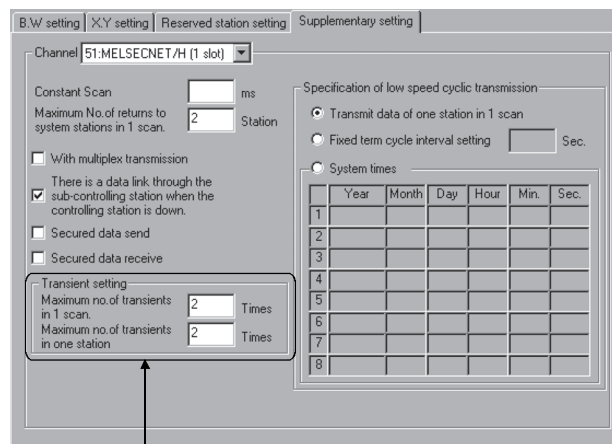 B.W setting X.Y setting Reserved station setting Supplementary setting
Channel 51:MELSECNET/H (1 slot)
Constant Scan ms
Maximum No.of returns to
system stations in 1 scan. 2 Station
With multiplex transmission
There is a data link through the
sub-controlling station when the
controlling station is down.
Secured data send
Secured data receive
Transient setting
Maximum no.of transients
in 1 scan. 2 Times
Maximum no.of transients
in one station 2 Times
Specification of low speed cyclic transmission
Transmit data of one station in 1 scan
Fixed term cycle interval setting Sec.
System times
Year Month Day Hour Min. Sec.
1
2
3
4
5
6
7
8